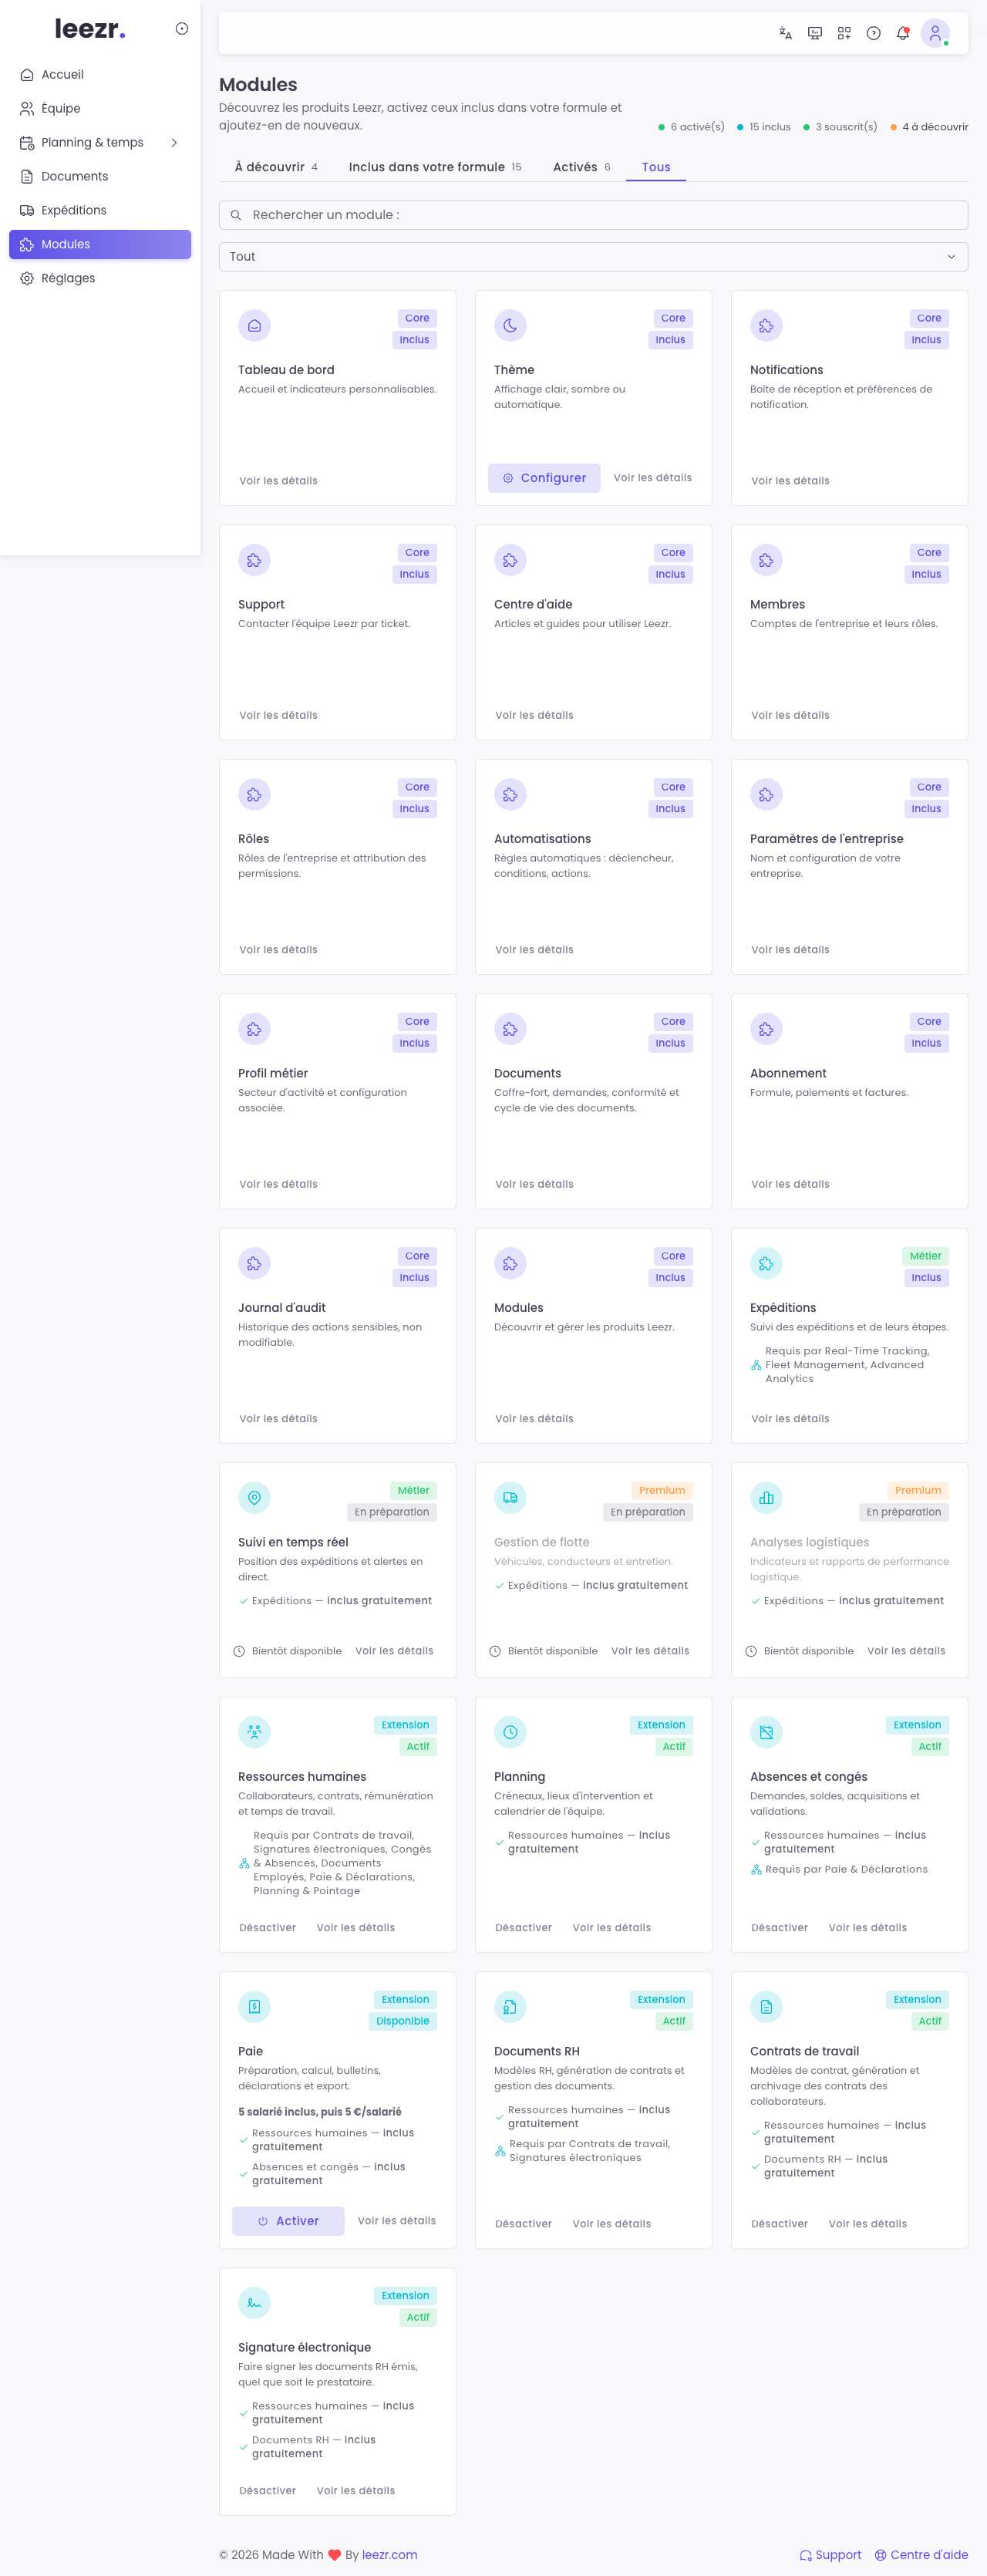 leezr.
Accueil
Équipe
Planning & temps
Documents
Expéditions
Modules
Réglages
Modules
Découvrez les produits Leezr, activez ceux inclus dans votre formule et
ajoutez-en de nouveaux.
6 activé(s) 15 inclus 3 souscrit(s) 4 à découvrir
À découvrir 4 Inclus dans votre formule 15 Activés 6 Tous
Rechercher un module :
Tout
Core
Inclus
Tableau de bord
Accueil et indicateurs personnalisables.
Voir les détails
Core
Inclus
Thème
Affichage clair, sombre ou
automatique.
Configurer Voir les détails
Core
Inclus
Notifications
Boîte de réception et préférences de
notification.
Voir les détails
Core
Inclus
Support
Contacter l'équipe Leezr par ticket.
Voir les détails
Core
Inclus
Centre d'aide
Articles et guides pour utiliser Leezr.
Voir les détails
Core
Inclus
Membres
Comptes de l'entreprise et leurs rôles.
Voir les détails
Core
Inclus
Rôles
Rôles de l'entreprise et attribution des
permissions.
Voir les détails
Core
Inclus
Automatisations
Règles automatiques : déclencheur,
conditions, actions.
Voir les détails
Core
Inclus
Paramètres de l'entreprise
Nom et configuration de votre
entreprise.
Voir les détails
Core
Inclus
Profil métier
Secteur d'activité et configuration
associée.
Voir les détails
Core
Inclus
Documents
Coffre-fort, demandes, conformité et
cycle de vie des documents.
Voir les détails
Core
Inclus
Abonnement
Formule, paiements et factures.
Voir les détails
Core
Inclus
Journal d'audit
Historique des actions sensibles, non
modifiable.
Voir les détails
Core
Inclus
Modules
Découvrir et gérer les produits Leezr.
Voir les détails
Métier
Inclus
Expéditions
Suivi des expéditions et de leurs étapes.
Requis par Real-Time Tracking,
Fleet Management, Advanced
Analytics
Voir les détails
Métier
En préparation
Suivi en temps réel
Position des expéditions et alertes en
direct.
Expéditions — inclus gratuitement
Bientôt disponible Voir les détails
Premium
En préparation
Gestion de flotte
Véhicules, conducteurs et entretien.
Expéditions — inclus gratuitement
Bientôt disponible Voir les détails
Premium
En préparation
Analyses logistiques
Indicateurs et rapports de performance
logistique.
Expéditions — inclus gratuitement
Bientôt disponible Voir les détails
Extension
Actif
Ressources humaines
Collaborateurs, contrats, rémunération
et temps de travail.
Requis par Contrats de travail,
Signatures électroniques, Congés
& Absences, Documents
Employés, Paie & Déclarations,
Planning & Pointage
Désactiver Voir les détails
Extension
Actif
Planning
Créneaux, lieux d'intervention et
calendrier de l'équipe.
Ressources humaines — inclus
gratuitement
Désactiver Voir les détails
Extension
Actif
Absences et congés
Demandes, soldes, acquisitions et
validations.
Ressources humaines — inclus
gratuitement
Requis par Paie & Déclarations
Désactiver Voir les détails
Extension
Disponible
Paie
Préparation, calcul, bulletins,
déclarations et export.
5 salarié inclus, puis 5 €/salarié
Ressources humaines — inclus
gratuitement
Absences et congés — inclus
gratuitement
Activer Voir les détails
Extension
Actif
Documents RH
Modèles RH, génération de contrats et
gestion des documents.
Ressources humaines — inclus
gratuitement
Requis par Contrats de travail,
Signatures électroniques
Désactiver Voir les détails
Extension
Actif
Contrats de travail
Modèles de contrat, génération et
archivage des contrats des
collaborateurs.
Ressources humaines — inclus
gratuitement
Documents RH — inclus
gratuitement
Désactiver Voir les détails
Extension
Actif
Signature électronique
Faire signer les documents RH émis,
quel que soit le prestataire.
Ressources humaines — inclus
gratuitement
Documents RH — inclus
gratuitement
Désactiver Voir les détails
© 2026 Made With By leezr.com
Support Centre d'aide